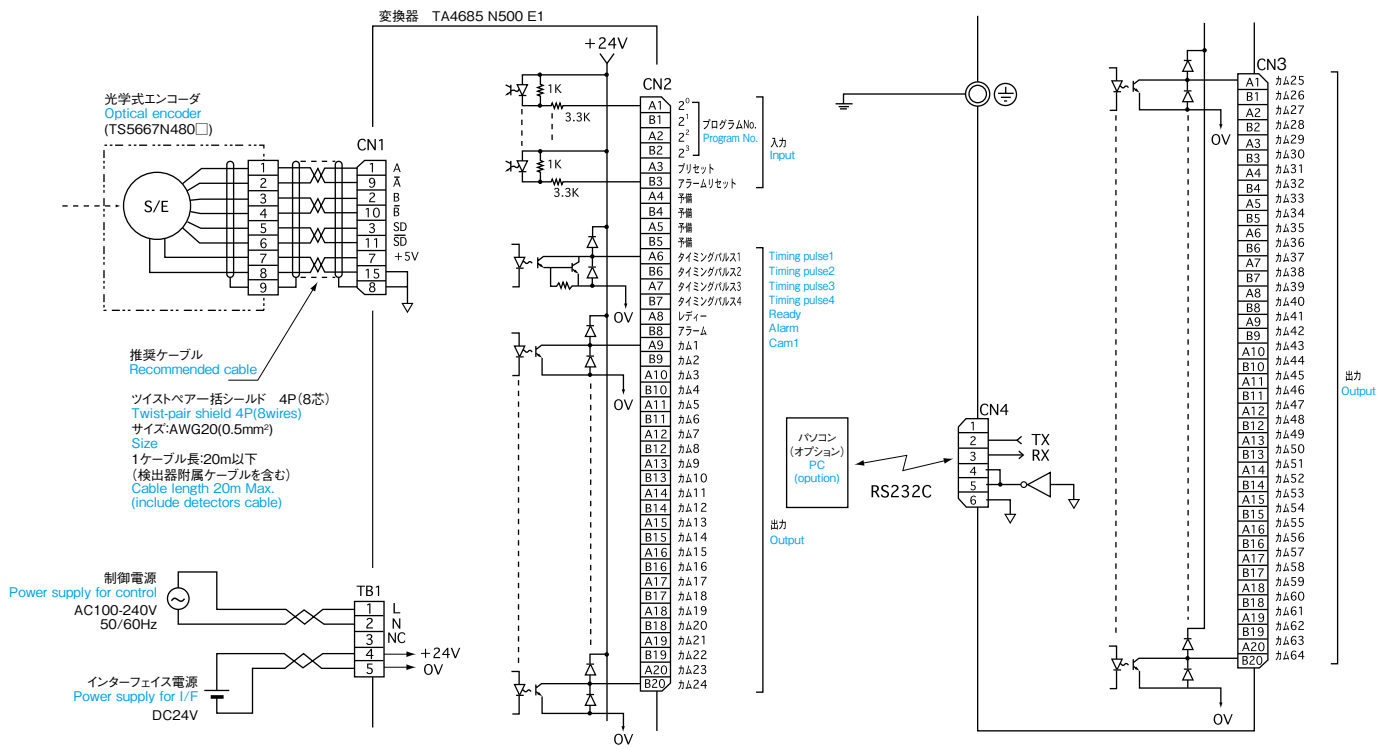 変換器 TA4685 N500 E1
光学式エンコーダ
Optical encoder
(TS5667N480□)
S/E
1
2
3
4
5
6
7
8
9
CN1
1 A
9 A̅
2 B
10 B̅
3 SD
11 S̅D̅
7 +5V
15
8
推奨ケーブル
Recommended cable
ツイストペアー括シールド 4P(8芯)
Twist-pair shield 4P(8wires)
サイズ:AWG20(0.5mm²)
Size
1ケーブル長:20m以下
(検出器附属ケーブルを含む)
Cable length 20m Max.
(include detectors cable)
制御電源
Power supply for control
AC100-240V
50/60Hz
インターフェイス電源
Power supply for I/F
DC24V
TB1
1 L
2 N
3 NC
4 +24V
5 0V
+24V
1K
3.3K
1K
3.3K
0V
0V
0V
CN2
A1 2⁰
B1 2¹
A2 2²
B2 2³
プログラムNo.
Program No.
A3 プリセット
B3 アラームリセット
入力
Input
A4 予備
B4 予備
A5 予備
B5 予備
A6 タイミングパルス1 Timing pulse1
B6 タイミングパルス2 Timing pulse2
A7 タイミングパルス3 Timing pulse3
B7 タイミングパルス4 Timing pulse4
A8 レディー Ready
B8 アラーム Alarm
A9 カム1 Cam1
B9 カム2
A10 カム3
B10 カム4
A11 カム5
B11 カム6
A12 カム7
B12 カム8
A13 カム9
B13 カム10
A14 カム11
B14 カム12
A15 カム13
B15 カム14
A16 カム15
B16 カム16
A17 カム17
B17 カム18
A18 カム19
B18 カム20
A19 カム21
B19 カム22
A20 カム23
B20 カム24
出力
Output
パソコン
(オプション)
PC
(opution)
RS232C
CN4
1
2 TX
3 RX
4
5
6
0V
0V
CN3
A1 カム25
B1 カム26
A2 カム27
B2 カム28
A3 カム29
B3 カム30
A4 カム31
B4 カム32
A5 カム33
B5 カム34
A6 カム35
B6 カム36
A7 カム37
B7 カム38
A8 カム39
B8 カム40
A9 カム41
B9 カム42
A10 カム43
B10 カム44
A11 カム45
B11 カム46
A12 カム47
B12 カム48
A13 カム49
B13 カム50
A14 カム51
B14 カム52
A15 カム53
B15 カム54
A16 カム55
B16 カム56
A17 カム57
B17 カム58
A18 カム59
B18 カム60
A19 カム61
B19 カム62
A20 カム63
B20 カム64
出力
Output